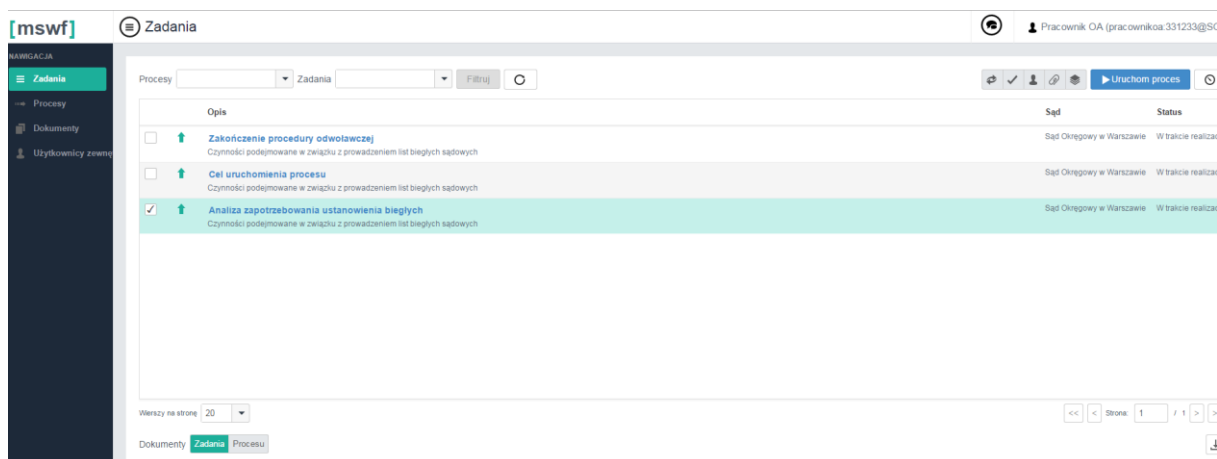 [mswf]
Zadania
Pracownik OA (pracownikoa:331233@SO
NAWIGACJA
Zadania
Procesy
Dokumenty
Użytkownicy zewnę
Procesy
Zadania
Filtruj
Uruchom proces
Opis
Sąd
Status
Zakończenie procedury odwoławczej
Czynności podejmowane w związku z prowadzeniem list biegłych sądowych
Sąd Okręgowy w Warszawie
W trakcie realizac
Cel uruchomienia procesu
Czynności podejmowane w związku z prowadzeniem list biegłych sądowych
Sąd Okręgowy w Warszawie
W trakcie realizac
Analiza zapotrzebowania ustanowienia biegłych
Czynności podejmowane w związku z prowadzeniem list biegłych sądowych
Sąd Okręgowy w Warszawie
W trakcie realizac
Wierszy na stronę 20
<< < Strona: 1 / 1 > >
Dokumenty Zadania Procesu